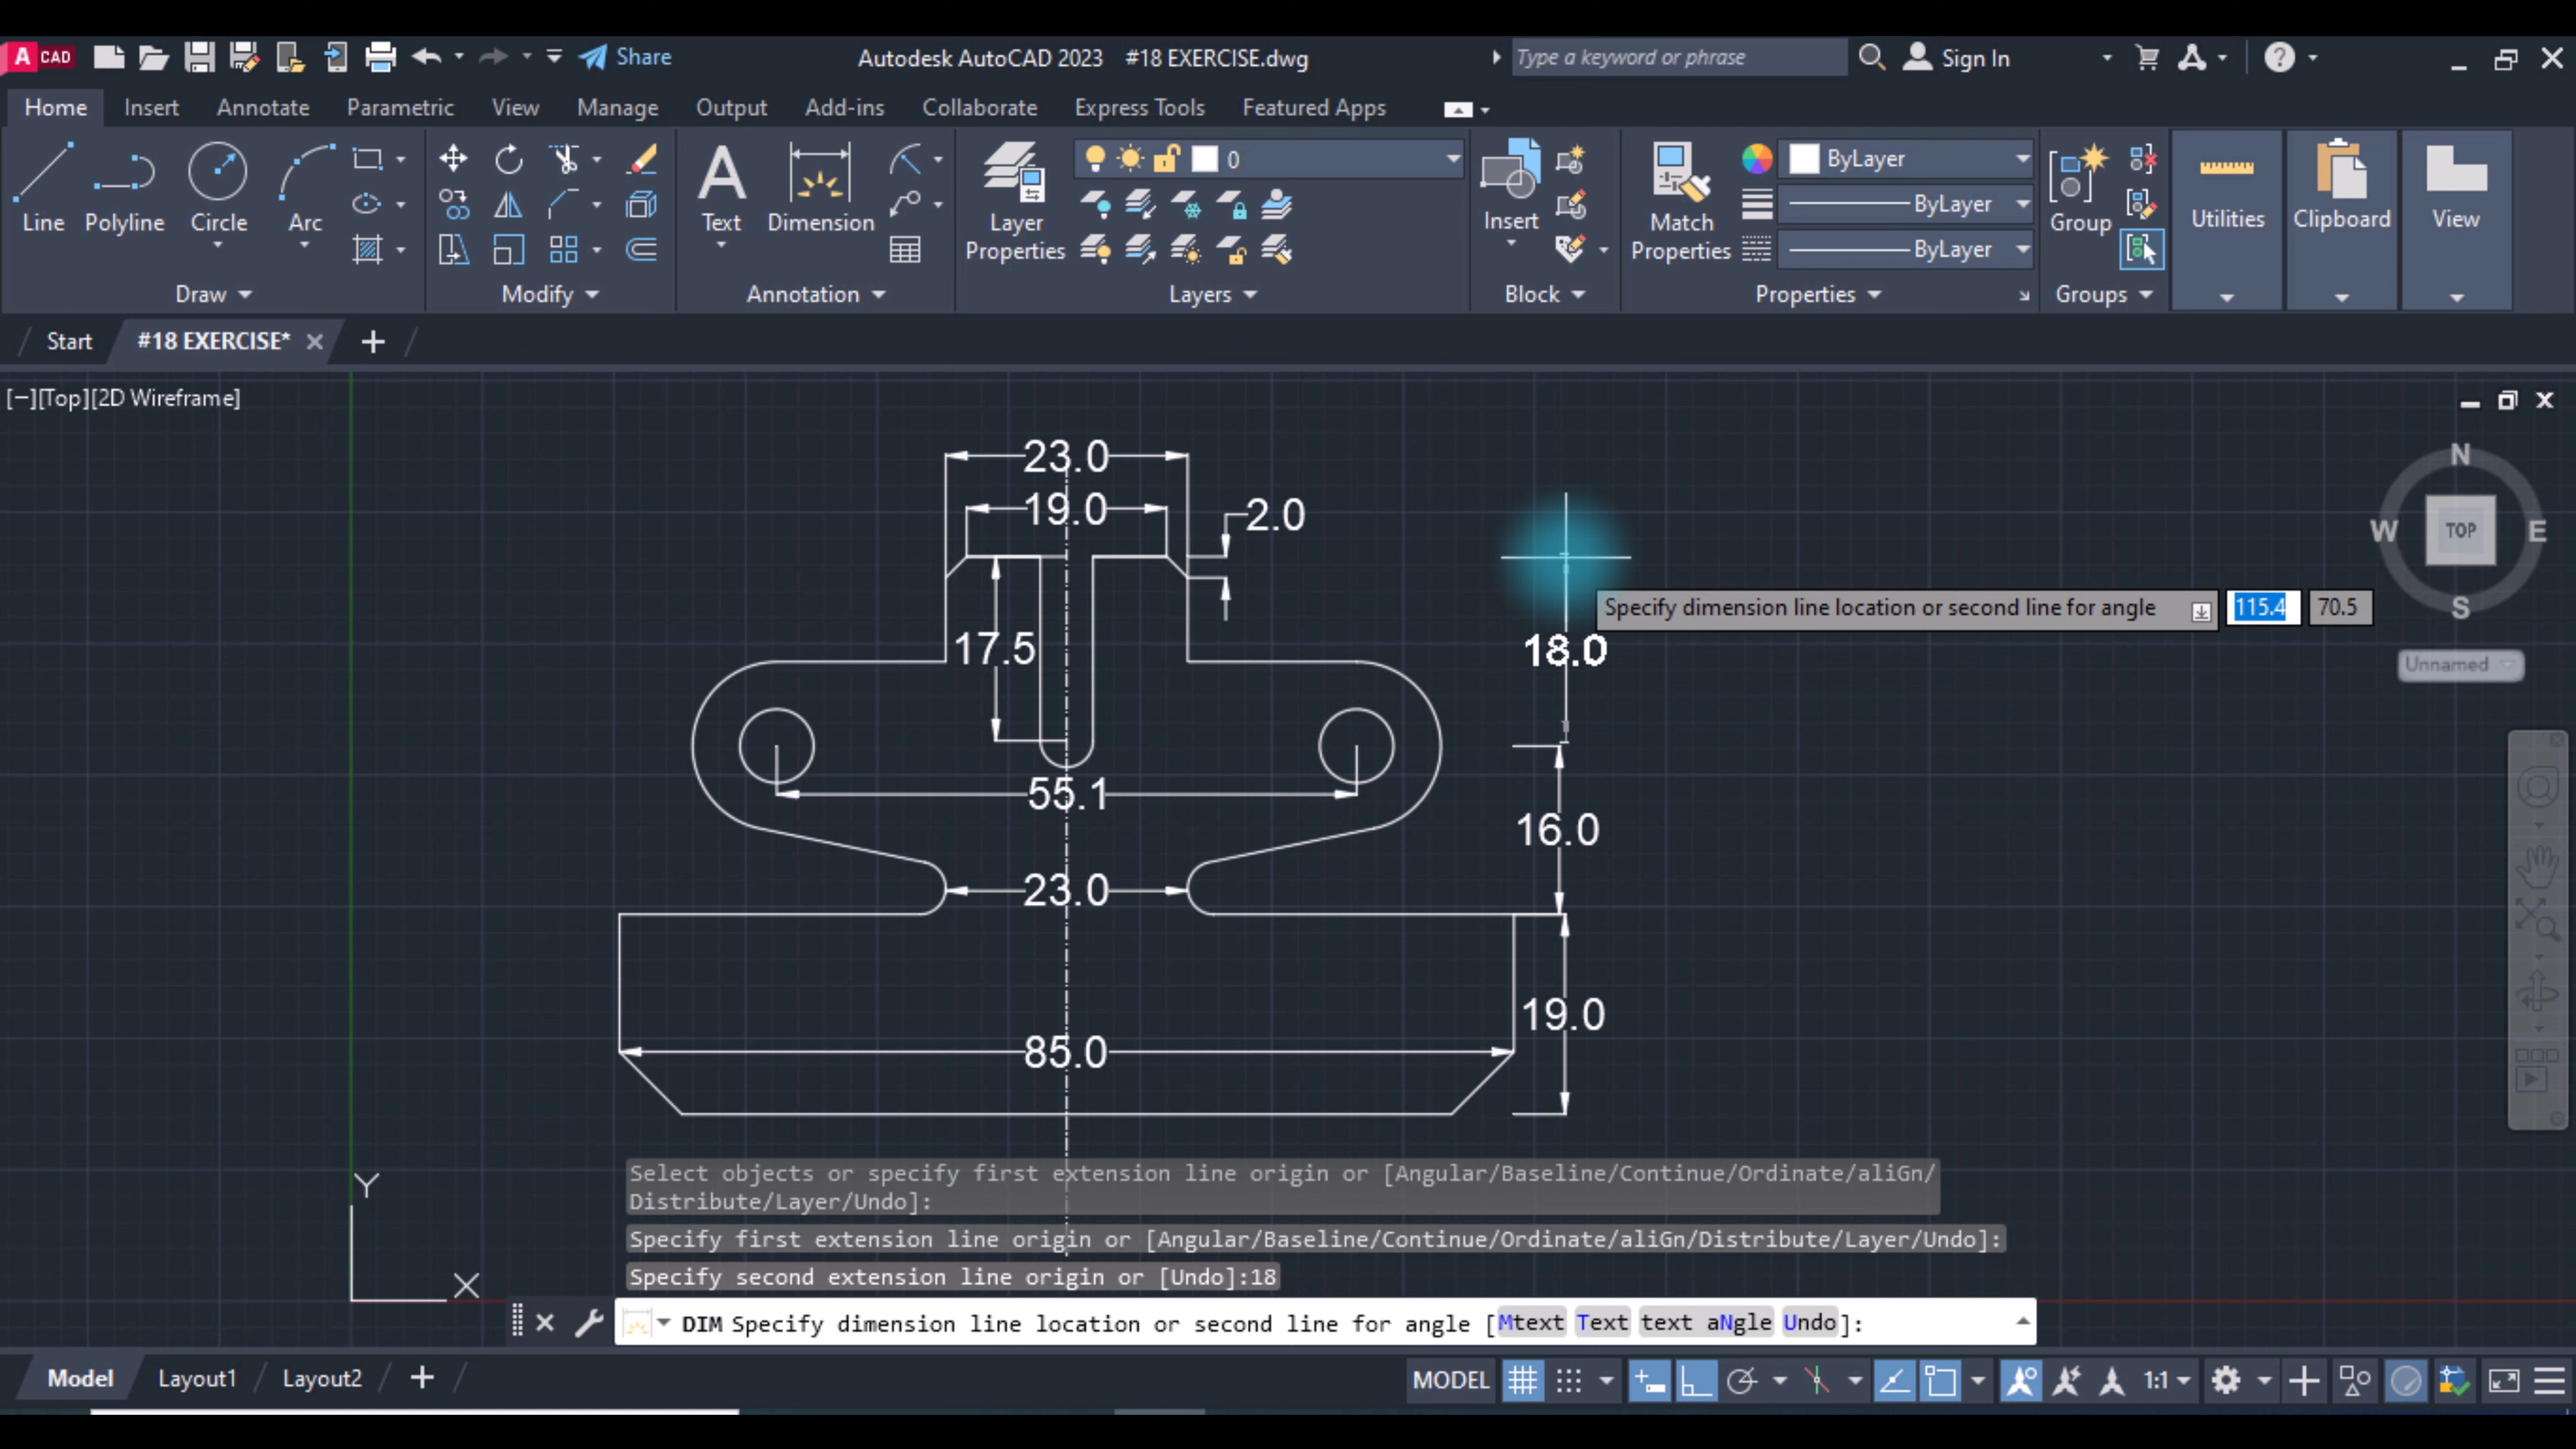 A CAD Share Autodesk AutoCAD 2023 #18 EXERCISE.dwg Type a keyword or phrase Sign In
Home Insert Annotate Parametric View Manage Output Add-ins Collaborate Express Tools Featured Apps
0 ByLayer
ByLayer
Line Polyline Circle Arc Text Dimension Layer Properties Insert Match Properties Group Utilities Clipboard View
ByLayer
Draw Modify Annotation Layers Block Properties Groups
Start #18 EXERCISE*
[−][Top][2D Wireframe]
23.0
N
19.0
2.0
W TOP E
S
Specify dimension line location or second line for angle 115.4 70.5
17.5
18.0
Unnamed
55.1
16.0
23.0
19.0
85.0
Y
X
Select objects or specify first extension line origin or [Angular/Baseline/Continue/Ordinate/aliGn/
Distribute/Layer/Undo]:
Specify first extension line origin or [Angular/Baseline/Continue/Ordinate/aliGn/Distribute/Layer/Undo]:
Specify second extension line origin or [Undo]:18
DIM Specify dimension line location or second line for angle [Mtext Text text aNgle Undo]:
Model Layout1 Layout2 MODEL 1:1